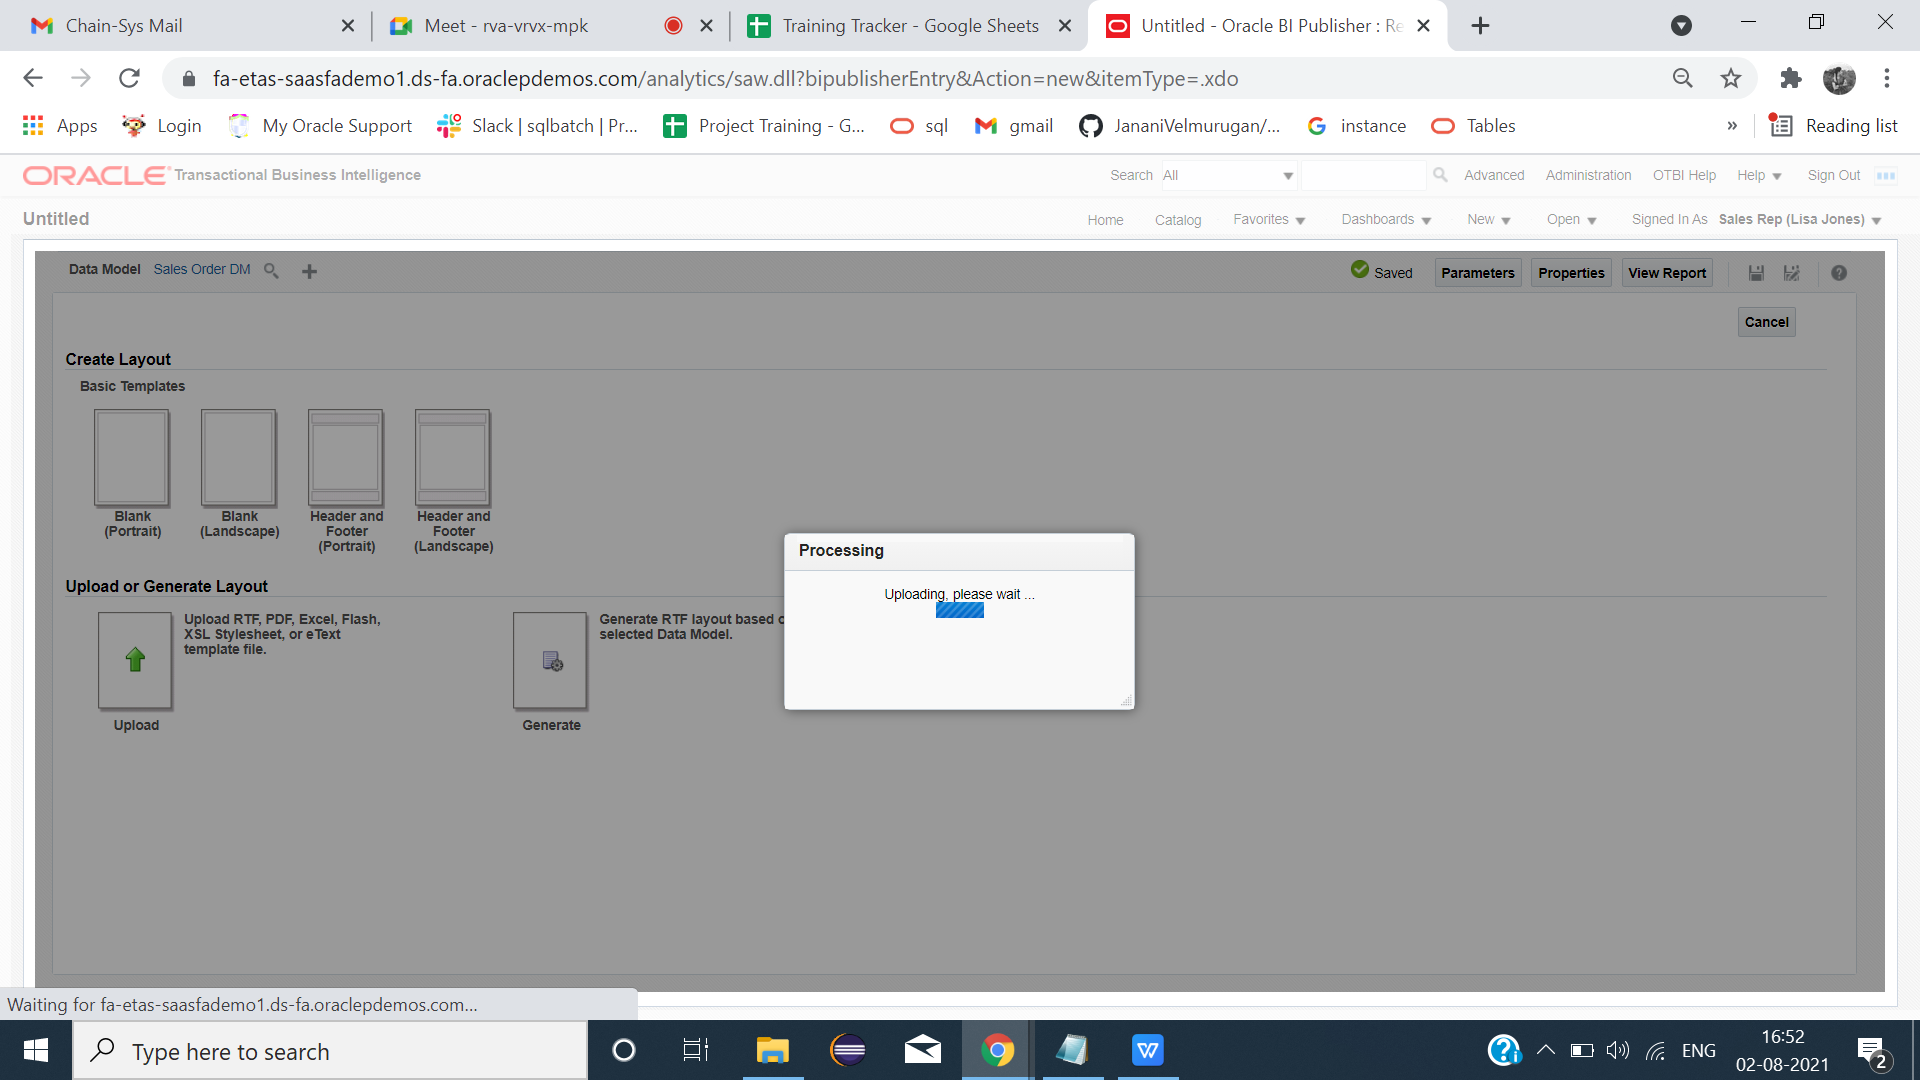 Chain-Sys Mail
Meet - rva-vrvx-mpk
Training Tracker - Google Sheets
Untitled - Oracle BI Publisher : Re
fa-etas-saasfademo1.ds-fa.oraclepdemos.com/analytics/saw.dll?bipublisherEntry&Action=new&itemType=.xdo
Apps
Login
My Oracle Support
Slack | sqlbatch | Pr...
Project Training - G...
sql
gmail
JananiVelmurugan/...
instance
Tables
»
Reading list
ORACLE Transactional Business Intelligence
Search All
Advanced
Administration
OTBI Help
Help
Sign Out
Untitled
Home
Catalog
Favorites
Dashboards
New
Open
Signed In As Sales Rep (Lisa Jones)
Data Model Sales Order DM
Saved
Parameters
Properties
View Report
Cancel
Create Layout
Basic Templates
Blank
(Portrait)
Blank
(Landscape)
Header and
Footer
(Portrait)
Header and
Footer
(Landscape)
Processing
Uploading, please wait ...
Upload or Generate Layout
Upload RTF, PDF, Excel, Flash,
XSL Stylesheet, or eText
template file.
Upload
Generate RTF layout based o
selected Data Model.
Generate
Waiting for fa-etas-saasfademo1.ds-fa.oraclepdemos.com...
Type here to search
ENG
16:52
02-08-2021
2